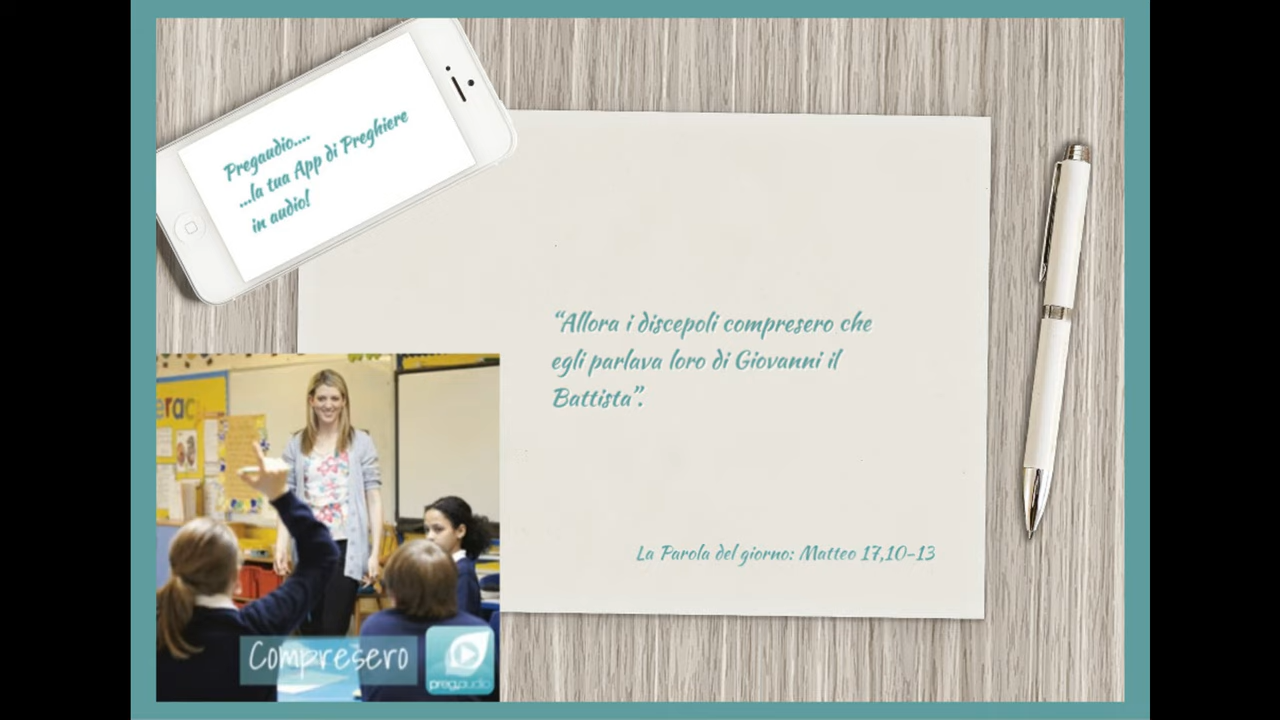 Pregaudio....
...la tua App di Preghiere
in audio!
“Allora i discepoli compresero che
egli parlava loro di Giovanni il
Battista”.
La Parola del giorno: Matteo 17,10-13
erac
Compresero
pregaudio